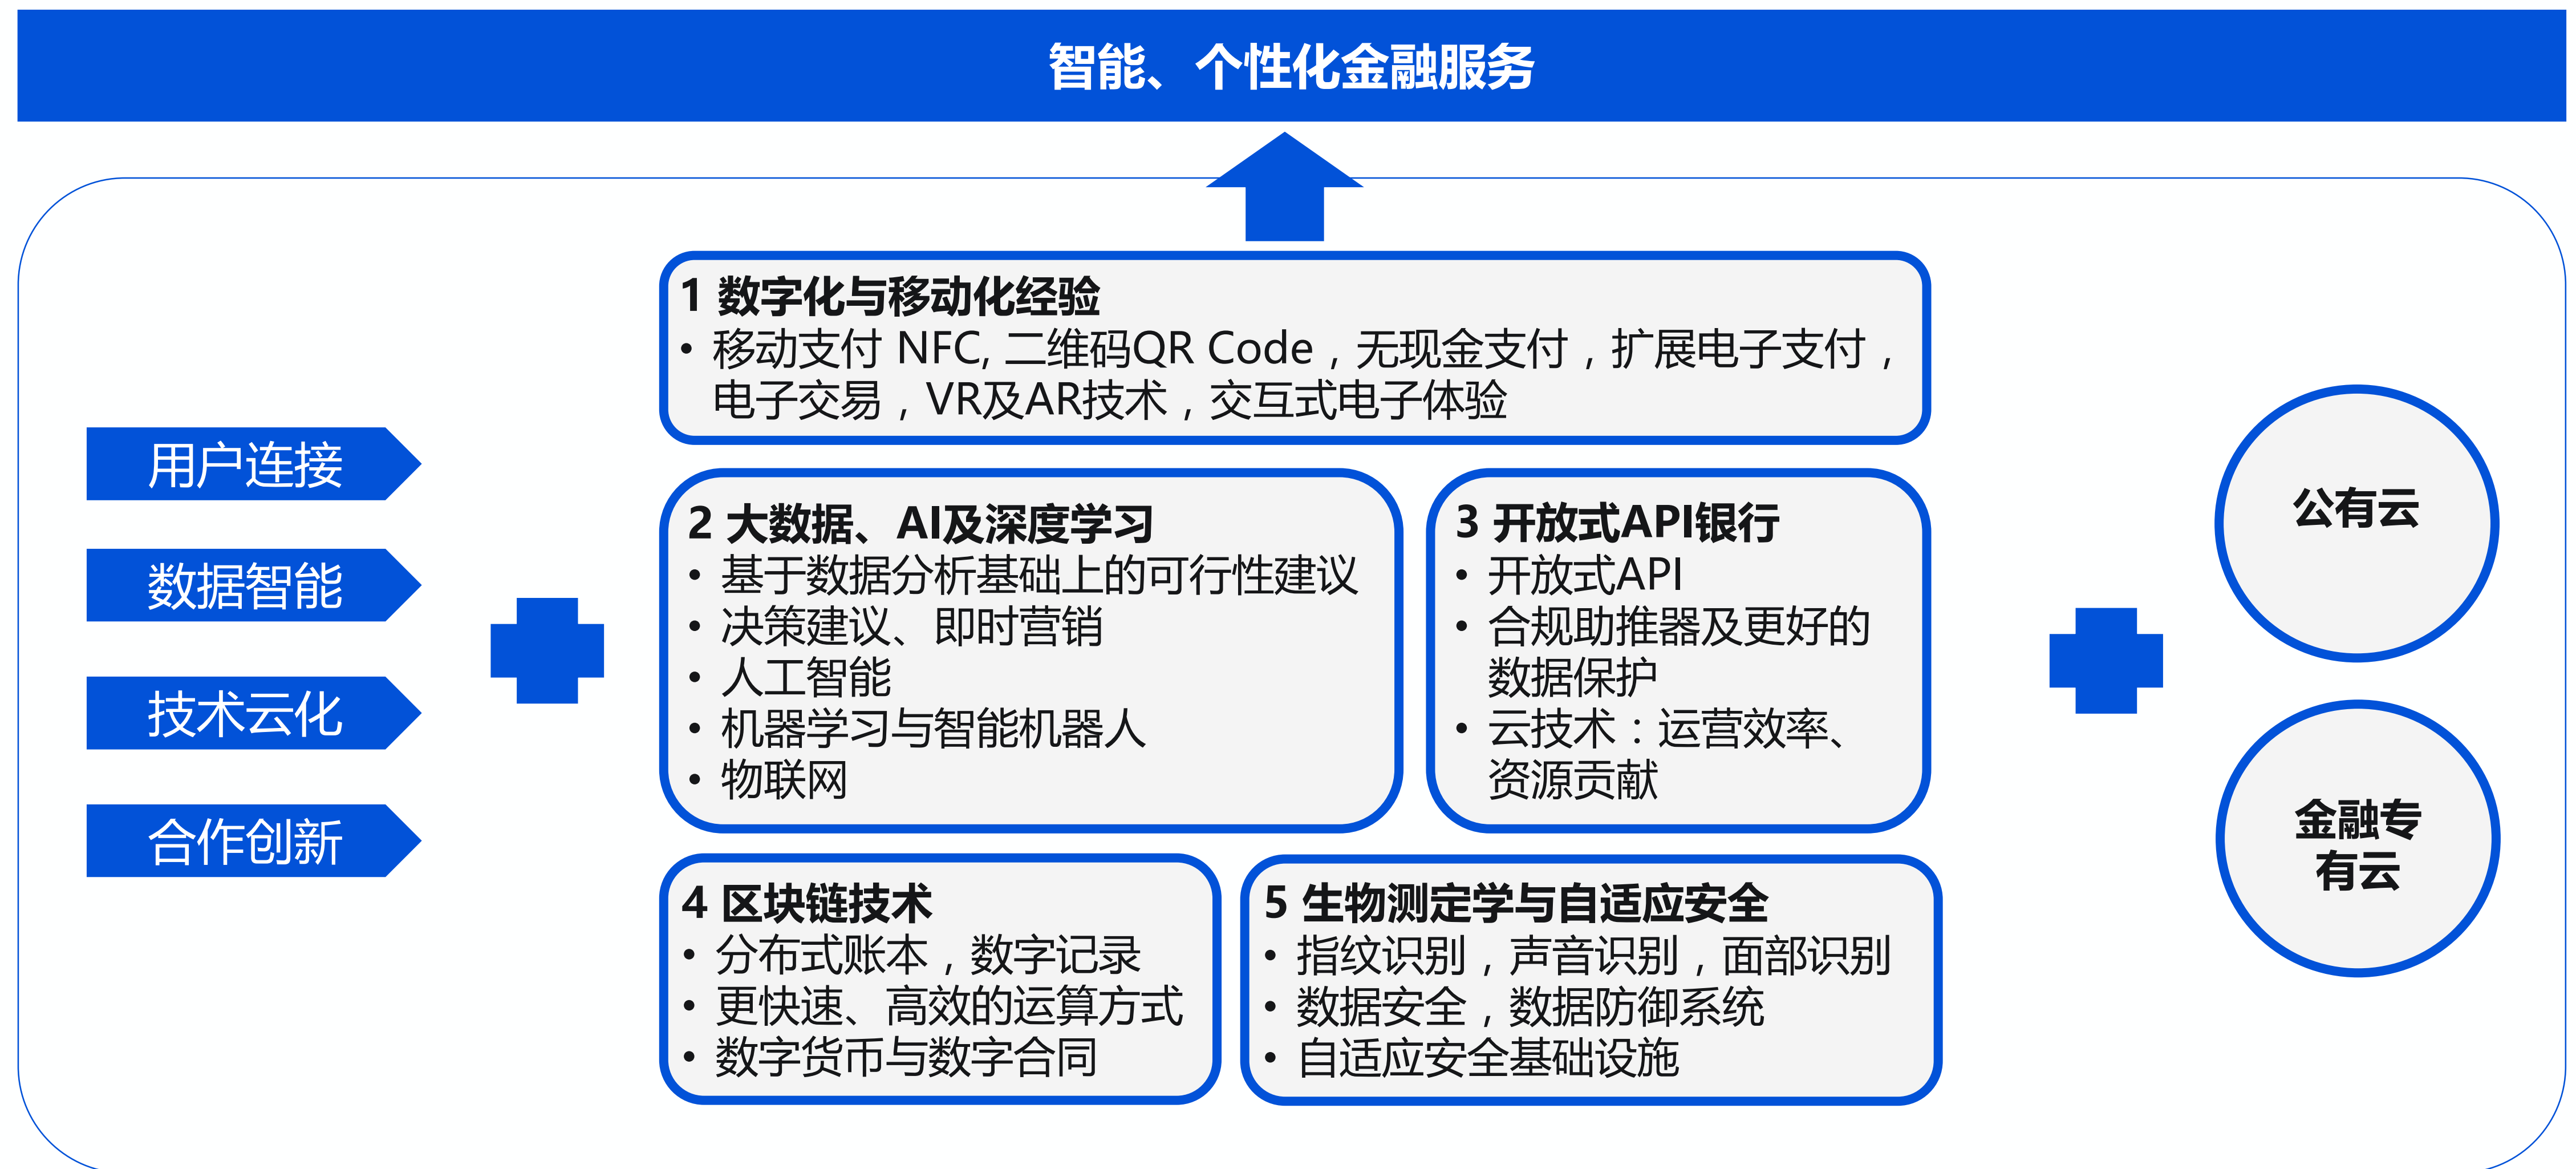 智能、个性化金融服务
用户连接
数据智能
技术云化
合作创新
1 数字化与移动化经验
• 移动支付 NFC, 二维码QR Code，无现金支付，扩展电子支付，
电子交易，VR及AR技术，交互式电子体验
2 大数据、AI及深度学习
• 基于数据分析基础上的可行性建议
• 决策建议、即时营销
• 人工智能
• 机器学习与智能机器人
• 物联网
3 开放式API银行
• 开放式API
• 合规助推器及更好的
数据保护
• 云技术：运营效率、
资源贡献
4 区块链技术
• 分布式账本，数字记录
• 更快速、高效的运算方式
• 数字货币与数字合同
5 生物测定学与自适应安全
• 指纹识别，声音识别，面部识别
• 数据安全，数据防御系统
• 自适应安全基础设施
公有云
金融专
有云